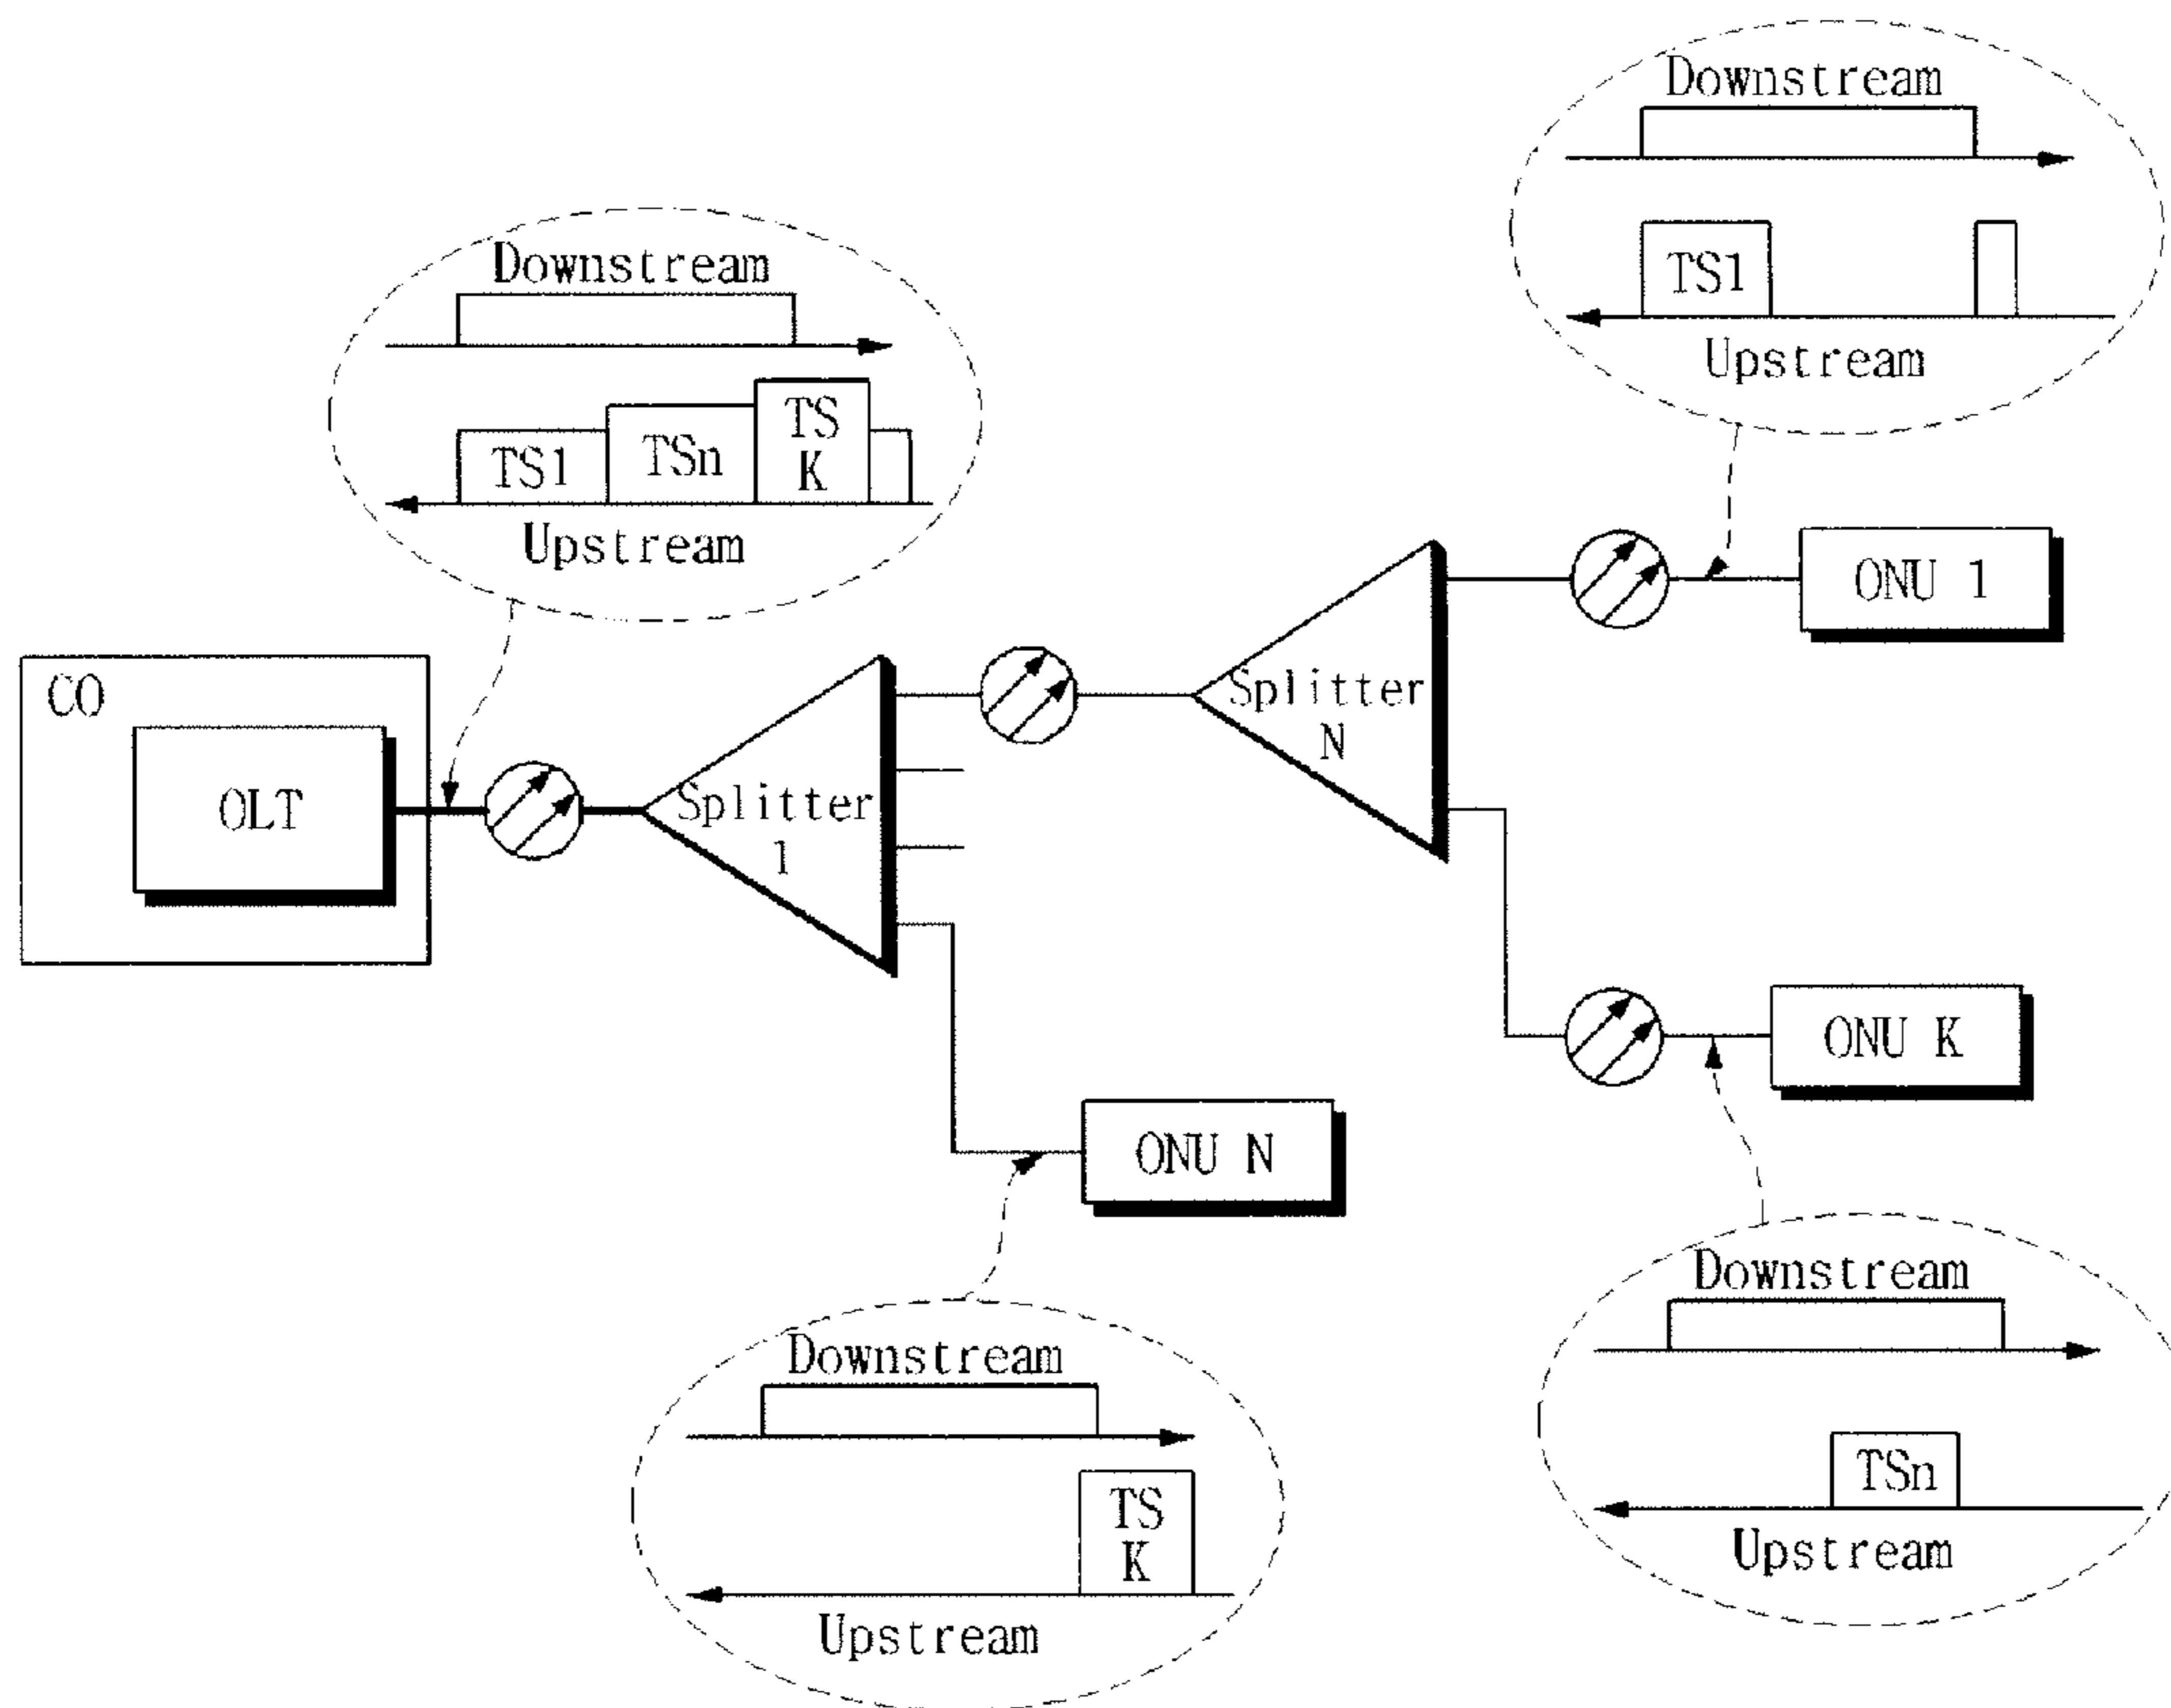 Downstream
TS1
Upstream
Downstream
TS1
TSn
TS
K
Upstream
ONU 1
CO
OLT
Splitter
1
Splitter
N
ONU K
ONU N
Downstream
TS
K
Upstream
Downstream
TSn
Upstream